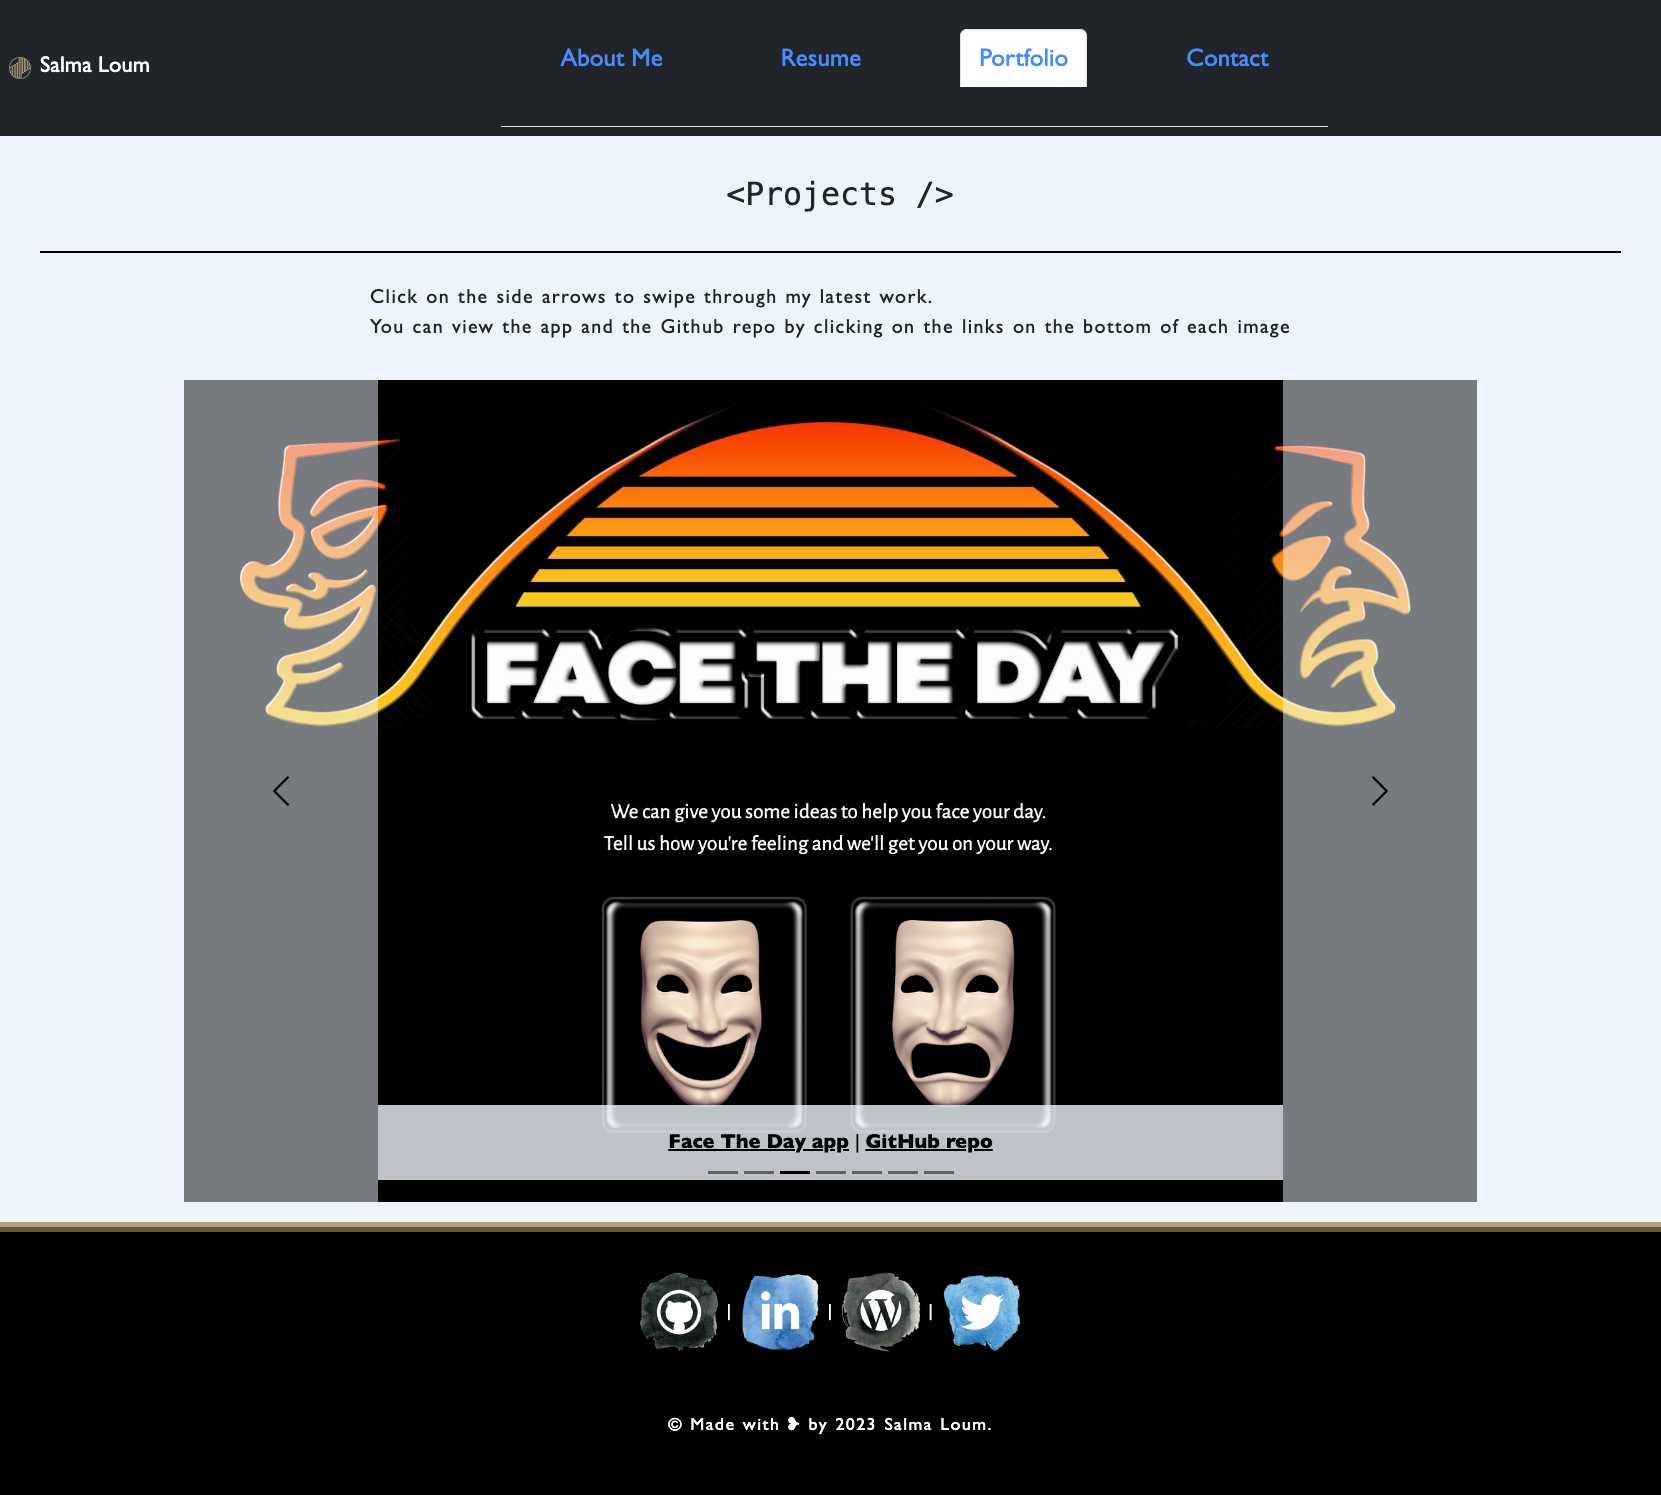 Salma Loum
About Me
Resume
Portfolio
Contact
<Projects />
Click on the side arrows to swipe through my latest work.
You can view the app and the Github repo by clicking on the links on the bottom of each image
FACE THE DAY
We can give you some ideas to help you face your day.
Tell us how you're feeling and we'll get you on your way.
Face The Day app | GitHub repo
| in | |
© Made with ❥ by 2023 Salma Loum.